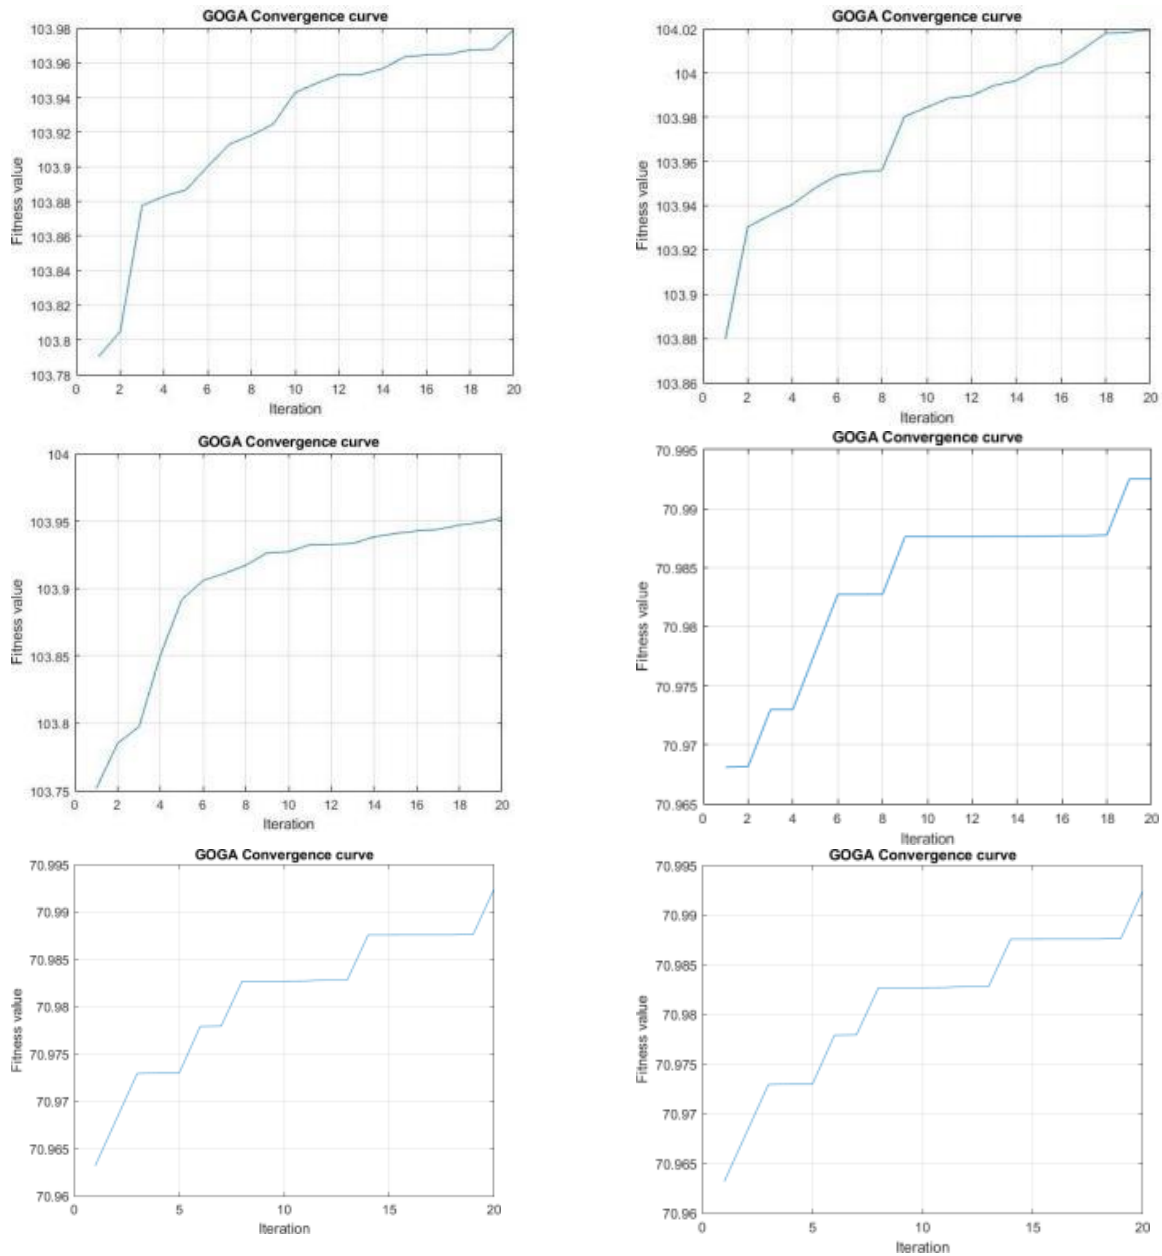 GOGA Convergence curve
Fitness value
103.98
103.96
103.94
103.92
103.9
103.88
103.86
103.84
103.82
103.8
103.78
0 2 4 6 8 10 12 14 16 18 20
Iteration
GOGA Convergence curve
Fitness value
104.02
104
103.98
103.96
103.94
103.92
103.9
103.88
103.86
0 2 4 6 8 10 12 14 16 18 20
Iteration
GOGA Convergence curve
Fitness value
104
103.95
103.9
103.85
103.8
103.75
0 2 4 6 8 10 12 14 16 18 20
Iteration
GOGA Convergence curve
Fitness value
70.995
70.99
70.985
70.98
70.975
70.97
70.965
0 2 4 6 8 10 12 14 16 18 20
Iteration
GOGA Convergence curve
Fitness value
70.995
70.99
70.985
70.98
70.975
70.97
70.965
70.96
0 5 10 15 20
Iteration
GOGA Convergence curve
Fitness value
70.995
70.99
70.985
70.98
70.975
70.97
70.965
70.96
0 5 10 15 20
Iteration